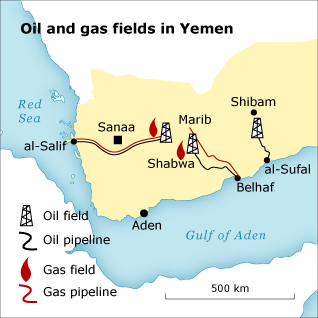 Oil and gas fields in Yemen
Red
Sea
Sanaa
Marib
Shibam
al-Salif
Shabwa
al-Sufal
Belhaf
Aden
Gulf of Aden
Oil field
Oil pipeline
Gas field
Gas pipeline
500 km